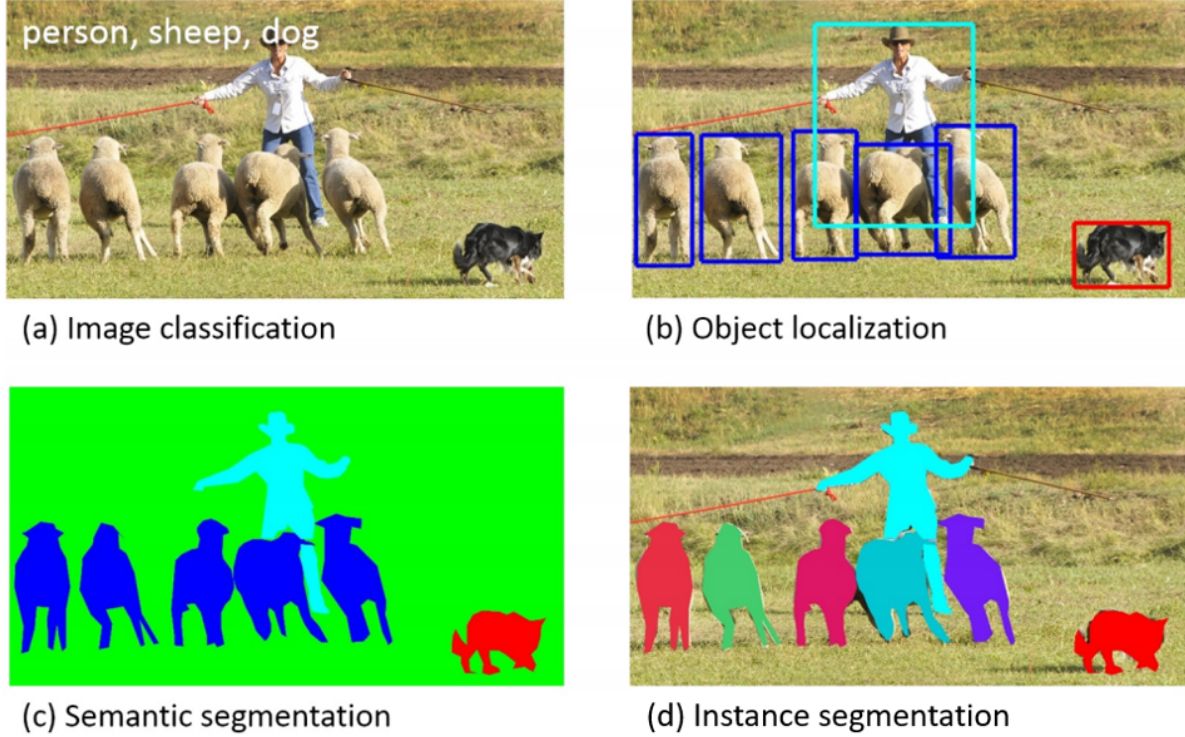 person, sheep, dog
(a) Image classification
(b) Object localization
(c) Semantic segmentation
(d) Instance segmentation